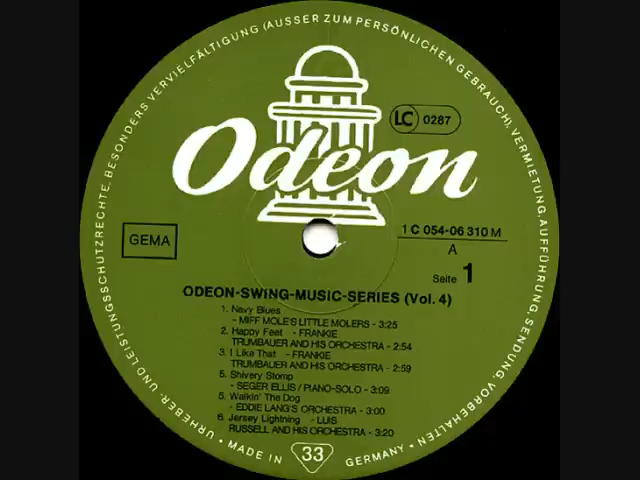 URHEBER- UND LEISTUNGSSCHUTZRECHTE, BESONDERS VERVIELFÄLTIGUNG (AUSSER ZUM PERSÖNLICHEN GEBRAUCH), VERMIETUNG, AUFFÜHRUNG, SENDUNG, VORBEHALTEN
LC 0287
Odeon
GEMA
1 C 054-06 310 M
A
Seite 1
ODEON-SWING-MUSIC-SERIES (Vol. 4)
1. Navy Blues
- MIFF MOLE'S LITTLE MOLERS - 3:25
2. Happy Feet - FRANKIE
TRUMBAUER AND HIS ORCHESTRA - 2:54
3. I Like That - FRANKIE
TRUMBAUER AND HIS ORCHESTRA - 2:59
5. Shivery Stomp
- SEGER ELLIS / PIANO-SOLO - 3:09
5. Walkin' The Dog
- EDDIE LANG'S ORCHESTRA - 3:00
6. Jersey Lightning - LUIS
RUSSELL AND HIS ORCHESTRA - 3:20
• MADE IN 33 GERMANY •